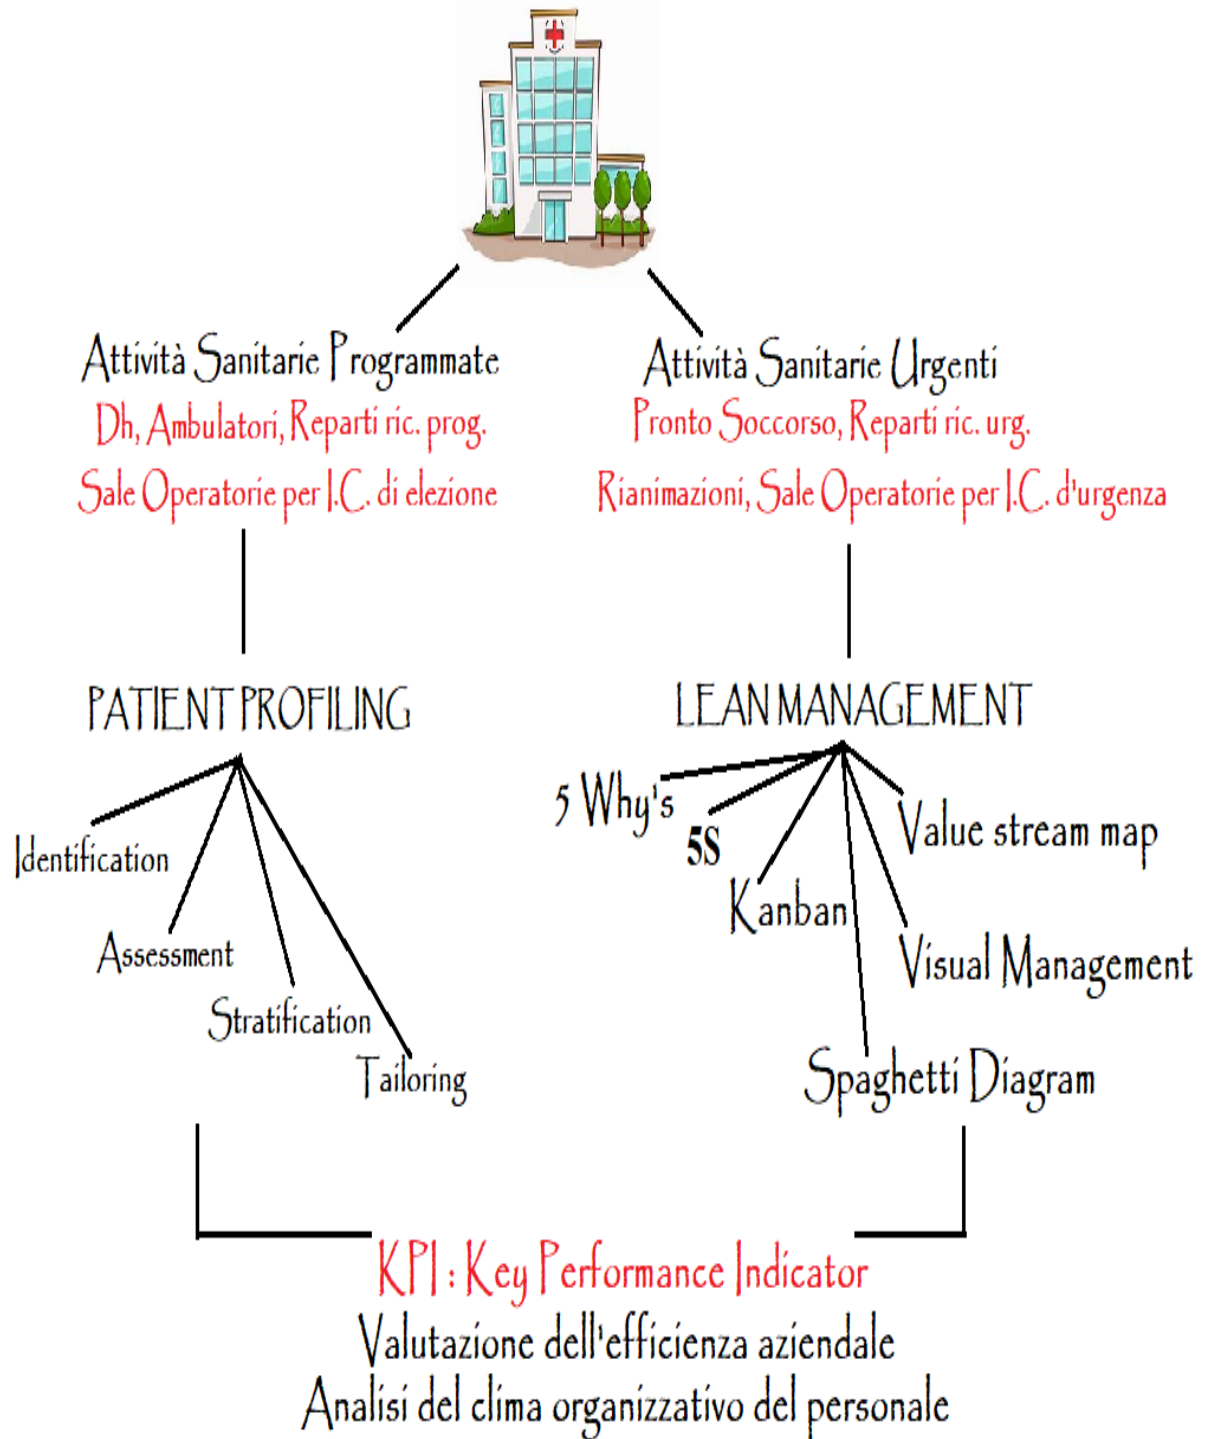 Attività Sanitarie Programmate
Dh, Ambulatori, Reparti ric. prog.
Sale Operatorie per I.C. di elezione
Attività Sanitarie Urgenti
Pronto Soccorso, Reparti ric. urg.
Rianimazioni, Sale Operatorie per I.C. d'urgenza
PATIENT PROFILING
Identification
Assessment
Stratification
Tailoring
LEAN MANAGEMENT
5 Why's
5S
Kanban
Value stream map
Visual Management
Spaghetti Diagram
KPI : Key Performance Indicator
Valutazione dell'efficienza aziendale
Analisi del clima organizzativo del personale